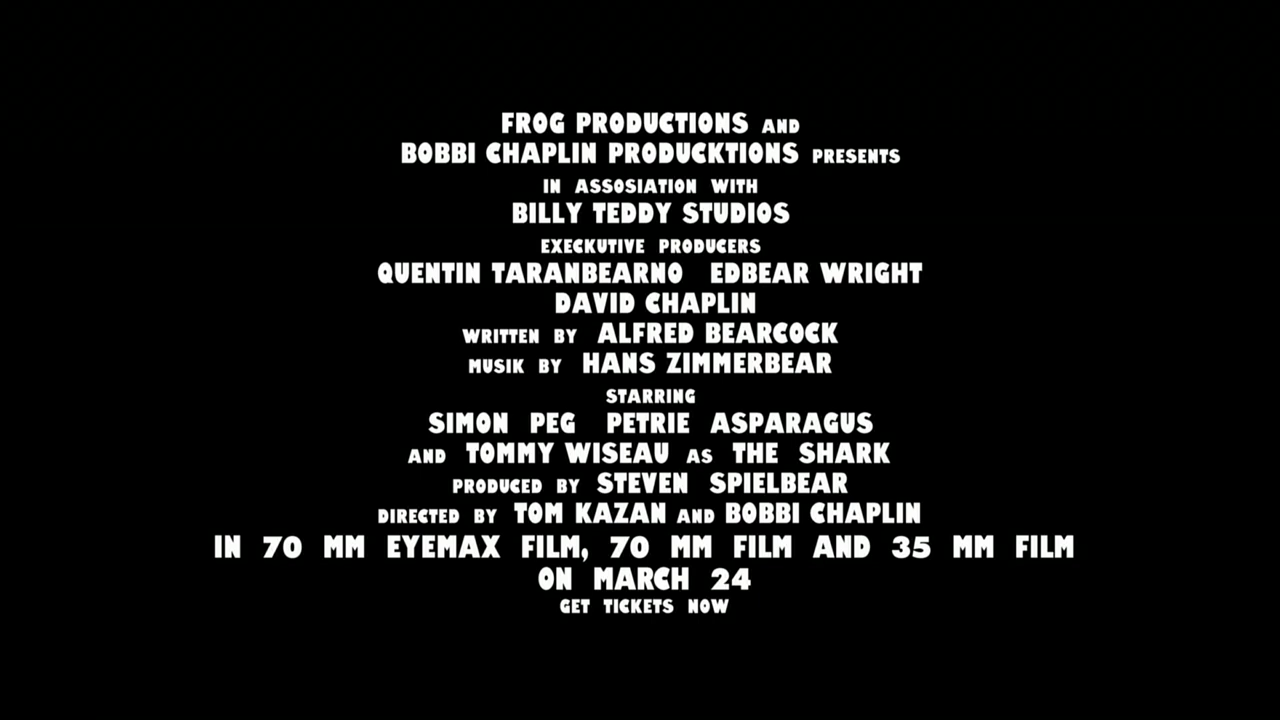 FROG PRODUCTIONS AND
BOBBI CHAPLIN PRODUCKTIONS PRESENTS
IN ASSOSIATION WITH
BILLY TEDDY STUDIOS
EXECKUTIVE PRODUCERS
QUENTIN TARANBEARNO EDBEAR WRIGHT
DAVID CHAPLIN
WRITTEN BY ALFRED BEARCOCK
MUSIK BY HANS ZIMMERBEAR
STARRING
SIMON PEG PETRIE ASPARAGUS
AND TOMMY WISEAU AS THE SHARK
PRODUCED BY STEVEN SPIELBEAR
DIRECTED BY TOM KAZAN AND BOBBI CHAPLIN
IN 70 MM EYEMAX FILM, 70 MM FILM AND 35 MM FILM
ON MARCH 24
GET TICKETS NOW